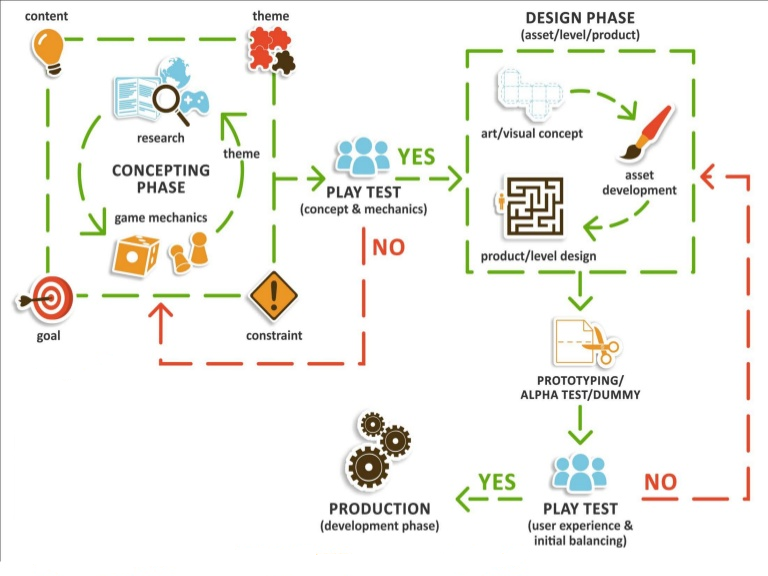 content
theme
research
theme
CONCEPTING
PHASE
game mechanics
goal
constraint
PLAY TEST
(concept & mechanics)
YES
NO
DESIGN PHASE
(asset/level/product)
art/visual concept
asset
development
product/level design
PROTOTYPING/
ALPHA TEST/DUMMY
PLAY TEST
(user experience &
initial balancing)
NO
YES
PRODUCTION
(development phase)